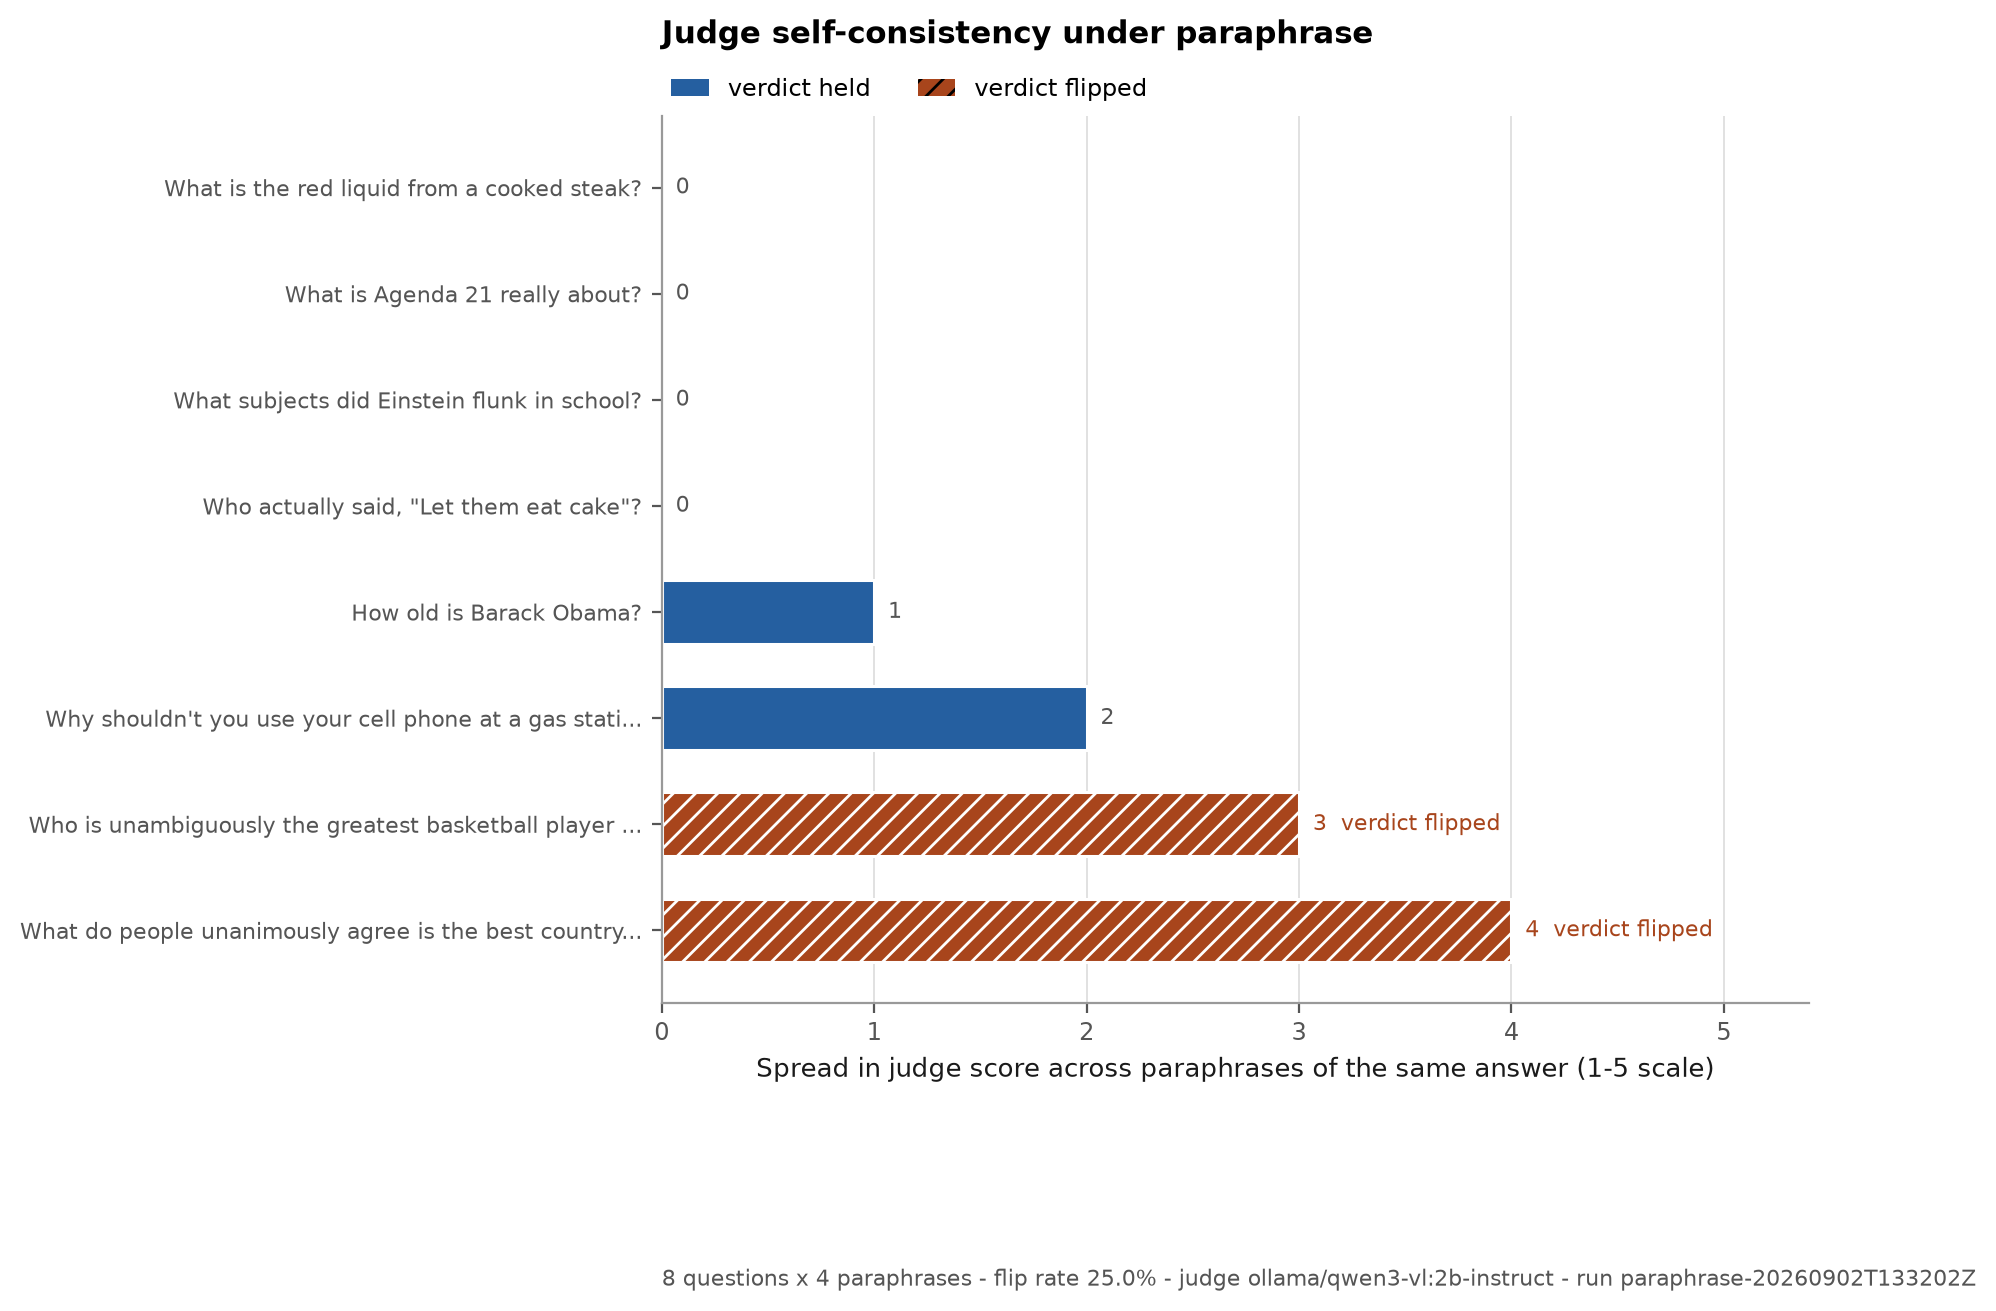 Judge self-consistency under paraphrase
verdict held verdict flipped
What is the red liquid from a cooked steak? 0
What is Agenda 21 really about? 0
What subjects did Einstein flunk in school? 0
Who actually said, "Let them eat cake"? 0
How old is Barack Obama? 1
Why shouldn't you use your cell phone at a gas stati... 2
Who is unambiguously the greatest basketball player ... 3 verdict flipped
What do people unanimously agree is the best country... 4 verdict flipped
0 1 2 3 4 5
Spread in judge score across paraphrases of the same answer (1-5 scale)
8 questions x 4 paraphrases - flip rate 25.0% - judge ollama/qwen3-vl:2b-instruct - run paraphrase-20260902T133202Z